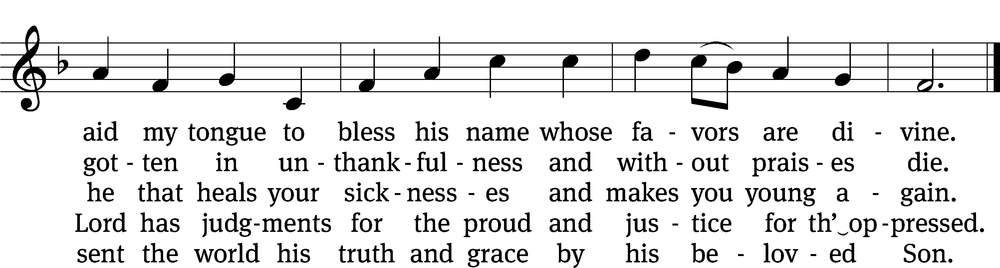 aid my tongue to bless his name whose fa - vors are di - vine.
got - ten in un - thank - ful - ness and with - out prais - es die.
he that heals your sick - ness - es and makes you young a - gain.
Lord has judg - ments for the proud and jus - tice for th’‿op - pressed.
sent the world his truth and grace by his be - lov - ed Son.